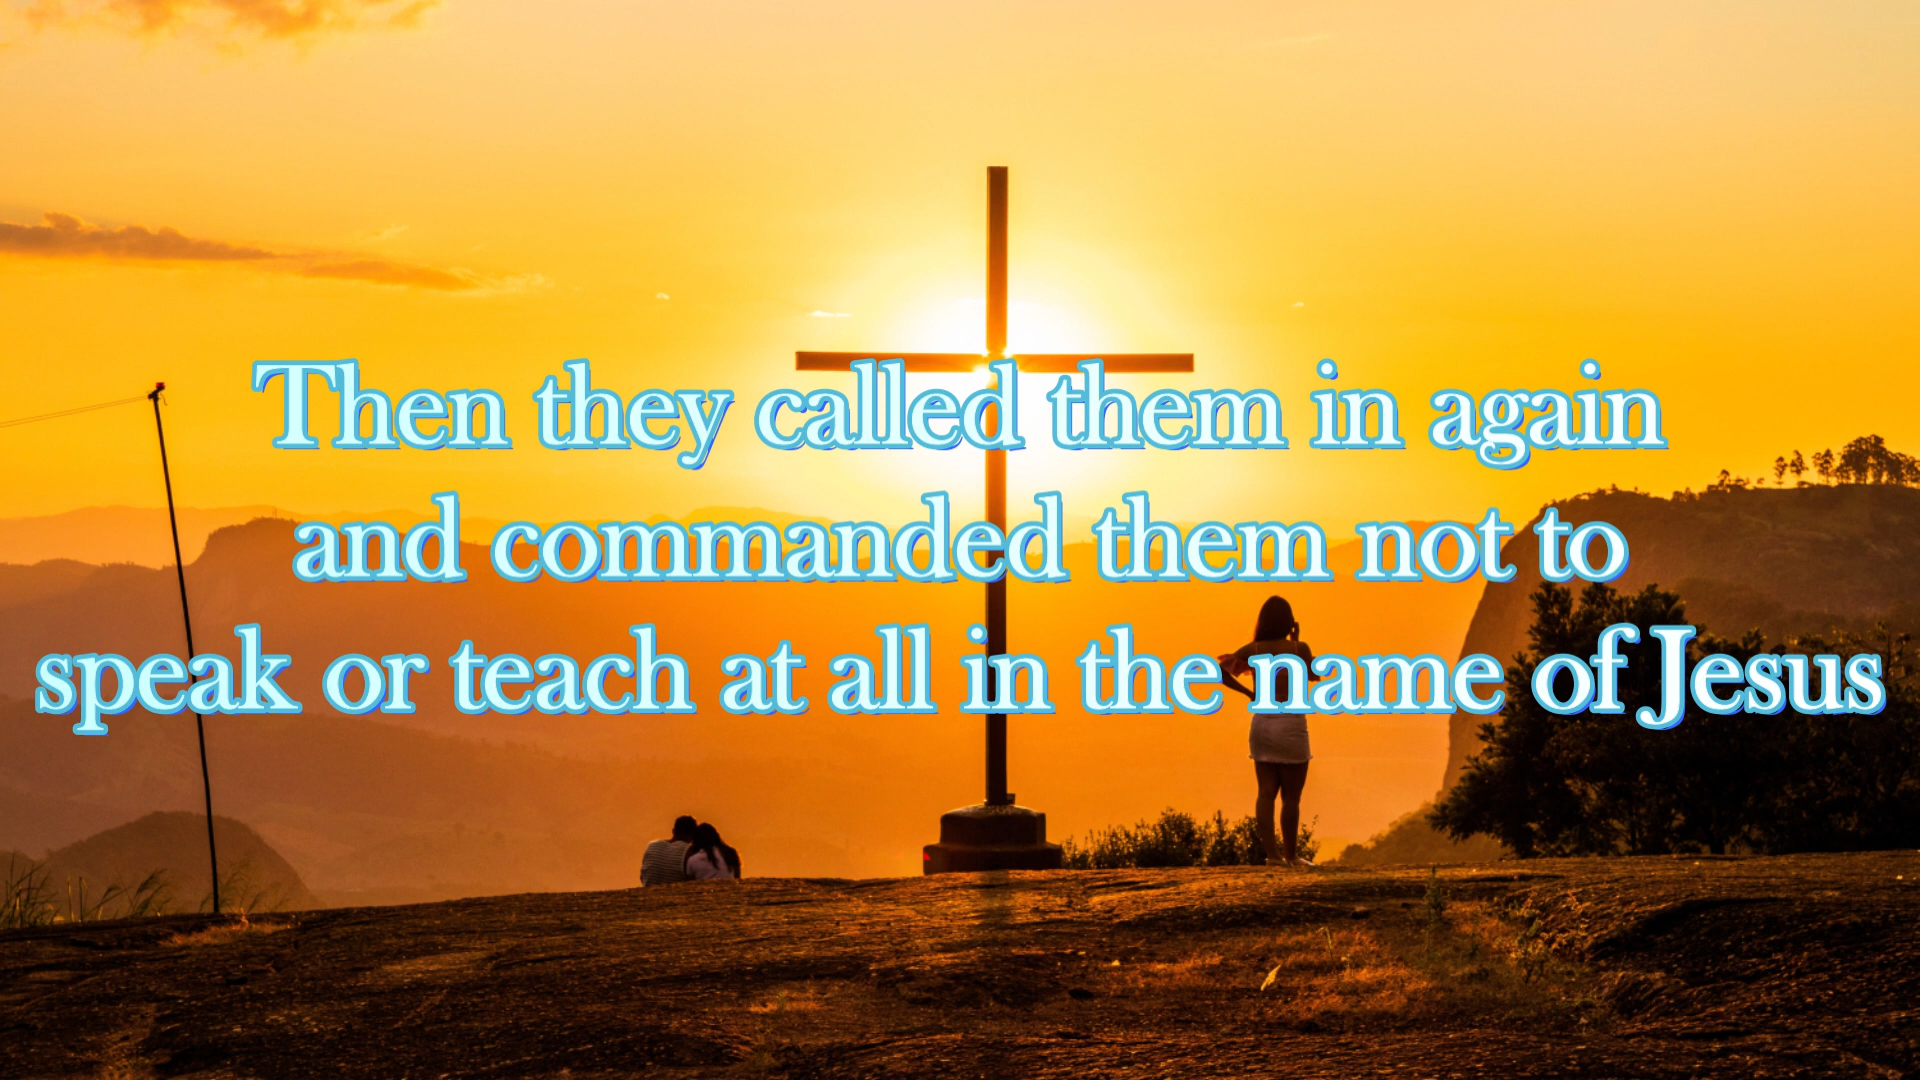 Then they called them in again
and commanded them not to
speak or teach at all in the name of Jesus